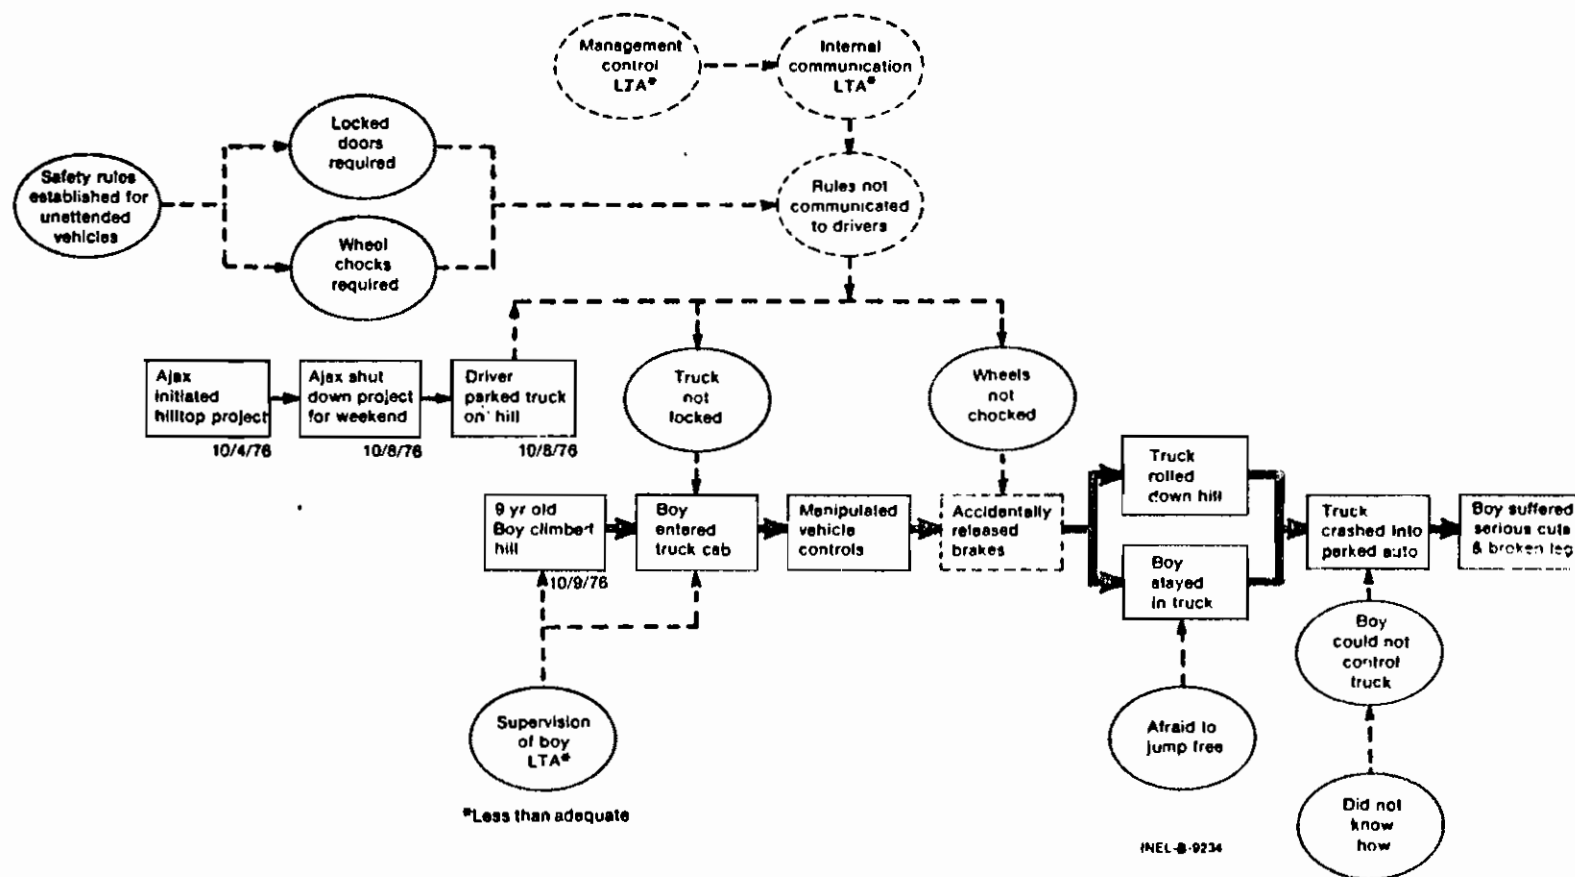 Management
control
LTA*
Internal
communication
LTA*
Locked
doors
required
Safety rules
established for
unattended
vehicles
Rules not
communicated
to drivers
Wheel
chocks
required
Ajax
initiated
hilltop project
10/4/76
Ajax shut
down project
for weekend
10/8/76
Driver
parked truck
on hill
10/8/76
Truck
not
locked
Wheels
not
chocked
9 yr old
Boy climbert
hill
10/9/76
Boy
entered
truck cab
Manipulated
vehicle
controls
Accidentally
released
brakes
Truck
rolled
down hill
Boy
stayed
in truck
Truck
crashed into
parked auto
Boy suffered
serious cuts
& broken leg
Supervision
of boy
LTA*
Afraid to
jump free
Boy
could not
control
truck
Did not
know
how
*Less than adequate
INEL-B-9234